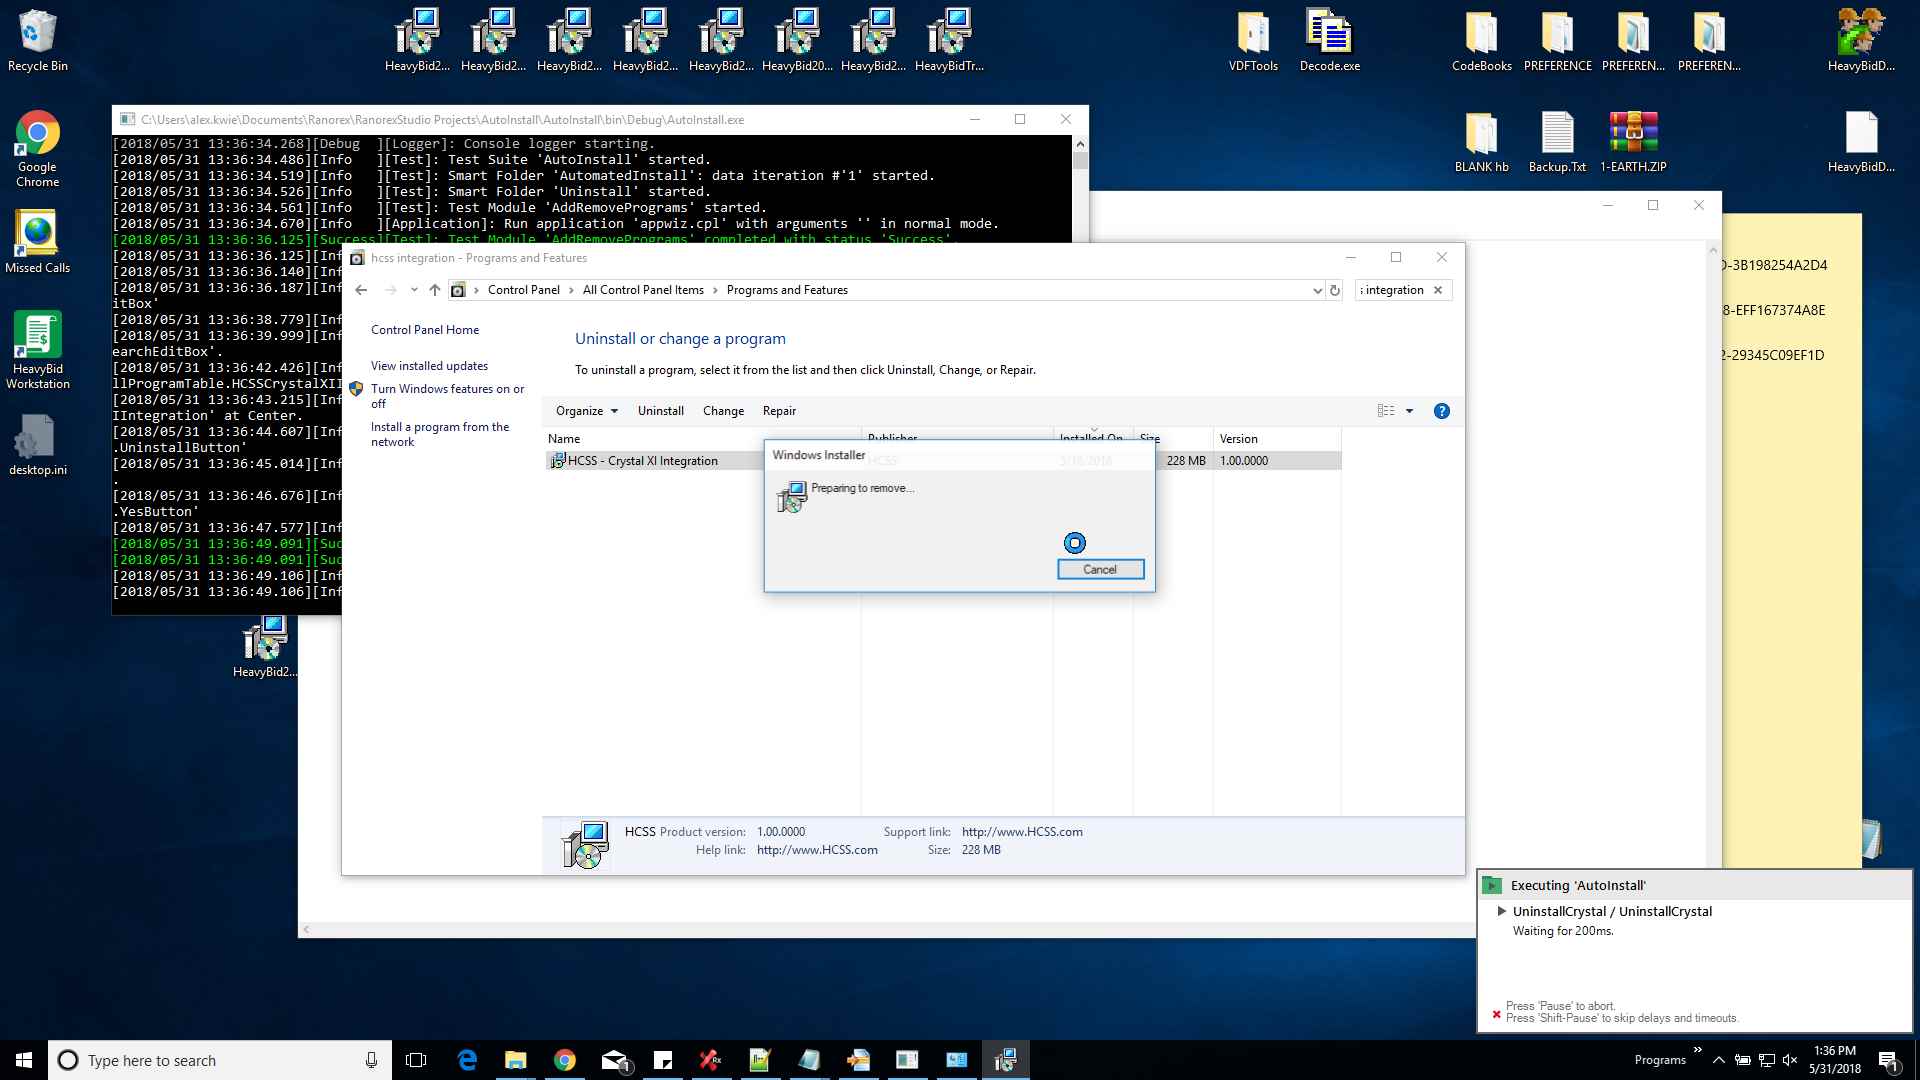 Recycle Bin
HeavyBid2...
HeavyBid2...
HeavyBid2...
HeavyBid2...
HeavyBid2...
HeavyBid20...
HeavyBid2...
HeavyBidTr...
VDFTools
Decode.exe
CodeBooks
PREFERENCE
PREFEREN...
PREFEREN...
HeavyBidD...
Google
Chrome
Missed Calls
HeavyBid
Workstation
desktop.ini
BLANK hb
Backup.Txt
1-EARTH.ZIP
HeavyBidD...
C:\Users\alex.kwie\Documents\Ranorex\RanorexStudio Projects\AutoInstall\AutoInstall\bin\Debug\AutoInstall.exe
[2018/05/31 13:36:34.268][Debug  ][Logger]: Console logger starting.
[2018/05/31 13:36:34.486][Info   ][Test]: Test Suite 'AutoInstall' started.
[2018/05/31 13:36:34.519][Info   ][Test]: Smart Folder 'AutomatedInstall': data iteration #'1' started.
[2018/05/31 13:36:34.526][Info   ][Test]: Smart Folder 'Uninstall' started.
[2018/05/31 13:36:34.561][Info   ][Test]: Test Module 'AddRemovePrograms' started.
[2018/05/31 13:36:34.670][Info   ][Application]: Run application 'appwiz.cpl' with arguments '' in normal mode.
[2018/05/31 13:36:36.125][Success][Test]: Test Module 'AddRemovePrograms' completed with status 'Success'.
[2018/05/31 13:36:36.125][Inf
[2018/05/31 13:36:36.140][Inf
[2018/05/31 13:36:36.187][Inf
itBox'
[2018/05/31 13:36:38.779][Inf
[2018/05/31 13:36:39.999][Inf
earchEditBox'.
[2018/05/31 13:36:42.426][Inf
llProgramTable.HCSSCrystalXII
[2018/05/31 13:36:43.215][Inf
IIntegration' at Center.
[2018/05/31 13:36:44.607][Inf
.UninstallButton'
[2018/05/31 13:36:45.014][Inf
.
[2018/05/31 13:36:46.676][Inf
.YesButton'
[2018/05/31 13:36:47.577][Inf
[2018/05/31 13:36:49.091][Suc
[2018/05/31 13:36:49.091][Suc
[2018/05/31 13:36:49.106][Inf
[2018/05/31 13:36:49.106][Inf
HeavyBid2...
-3B198254A2D4
-EFF167374A8E
2-29345C09EF1D
hcss integration - Programs and Features
Control Panel > All Control Panel Items > Programs and Features
integration
Control Panel Home
View installed updates
Turn Windows features on or
off
Install a program from the
network
Uninstall or change a program
To uninstall a program, select it from the list and then click Uninstall, Change, or Repair.
Organize
Uninstall
Change
Repair
Name
Publisher
Installed On
Size
Version
HCSS - Crystal XI Integration
HCSS
228 MB
1.00.0000
Windows Installer
Preparing to remove...
Cancel
HCSS Product version: 1.00.0000
Support link: http://www.HCSS.com
Help link: http://www.HCSS.com
Size: 228 MB
Executing 'AutoInstall'
UninstallCrystal / UninstallCrystal
Waiting for 200ms.
Press 'Pause' to abort.
Press 'Shift-Pause' to skip delays and timeouts.
Type here to search
1
Programs
1:36 PM
5/31/2018
1